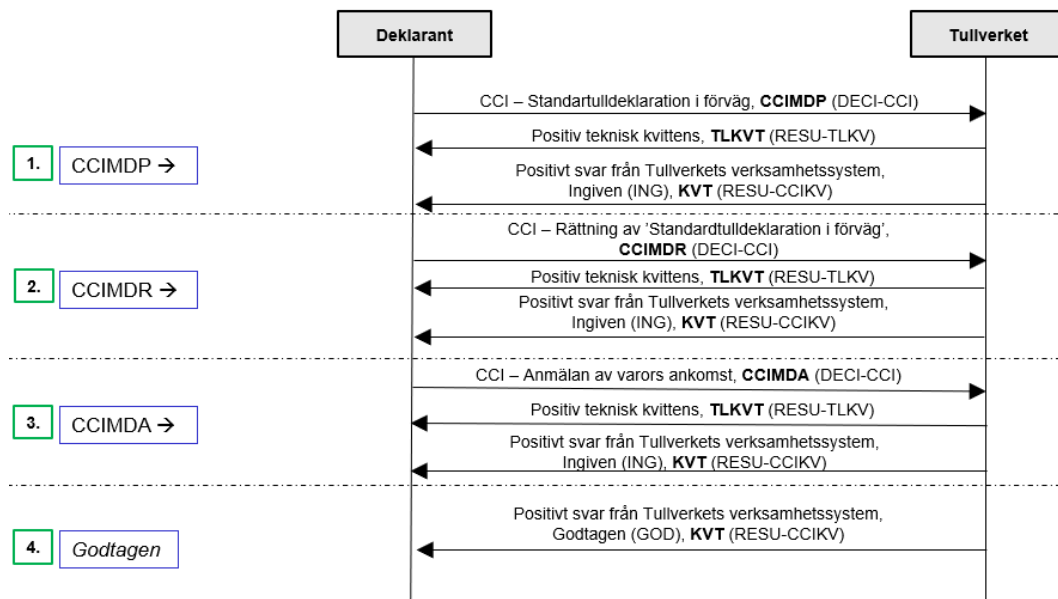 Deklarant
Tullverket
CCI – Standartulldeklaration i förväg, CCIMDP (DECI-CCI)
Positiv teknisk kvittens, TLKVT (RESU-TLKV)
1.
CCIMDP →
Positivt svar från Tullverkets verksamhetssystem,
Ingiven (ING), KVT (RESU-CCIKV)
CCI – Rättning av ’Standardtulldeklaration i förväg’,
CCIMDR (DECI-CCI)
2.
CCIMDR →
Positiv teknisk kvittens, TLKVT (RESU-TLKV)
Positivt svar från Tullverkets verksamhetssystem,
Ingiven (ING), KVT (RESU-CCIKV)
CCI – Anmälan av varors ankomst, CCIMDA (DECI-CCI)
Positiv teknisk kvittens, TLKVT (RESU-TLKV)
3.
CCIMDA →
Positivt svar från Tullverkets verksamhetssystem,
Ingiven (ING), KVT (RESU-CCIKV)
Positivt svar från Tullverkets verksamhetssystem,
Godtagen (GOD), KVT (RESU-CCIKV)
4.
Godtagen